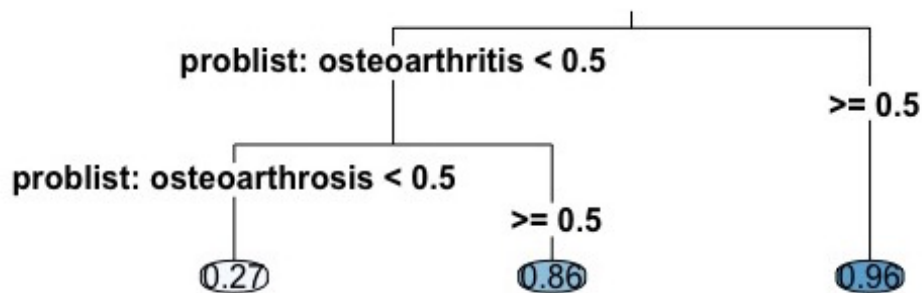 problist: osteoarthritis < 0.5
>= 0.5
problist: osteoarthrosis < 0.5
>= 0.5
0.27
0.86
0.96